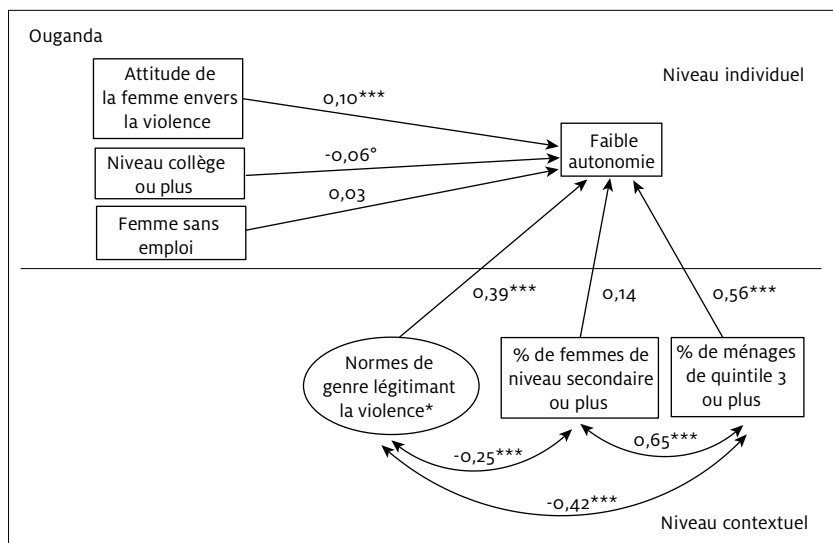 Ouganda
Niveau individuel
Attitude de
la femme envers
la violence
0,10***
Faible
autonomie
Niveau collège
ou plus
-0,06°
Femme sans
emploi
0,03
0,39***
0,14
0,56***
Normes de
genre légitimant
la violence*
% de femmes de
niveau secondaire
ou plus
% de ménages
de quintile 3
ou plus
-0,25***
0,65***
-0,42***
Niveau contextuel